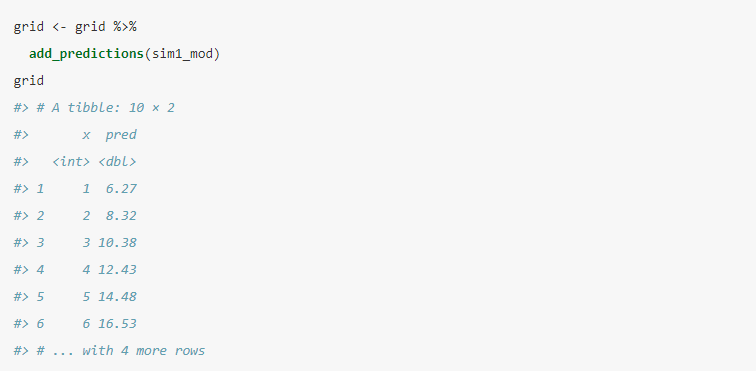 grid <- grid %>%
  add_predictions(sim1_mod)
grid
#> # A tibble: 10 × 2
#>       x  pred
#>   <int> <dbl>
#> 1     1  6.27
#> 2     2  8.32
#> 3     3 10.38
#> 4     4 12.43
#> 5     5 14.48
#> 6     6 16.53
#> # ... with 4 more rows